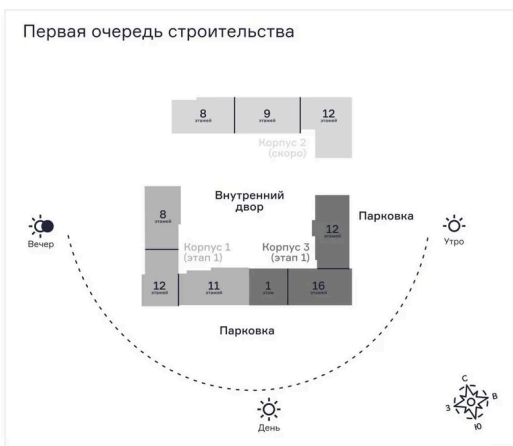 Первая очередь строительства
8
этажей
9
этажей
12
этажей
Корпус 2
(скоро)
Внутренний
двор
8
этажей
12
этажей
Парковка
Вечер
Утро
Корпус 1
(этап 1)
Корпус 3
(этап 1)
12
этажей
11
этажей
1
этаж
16
этажей
Парковка
День
С
В
З
Ю